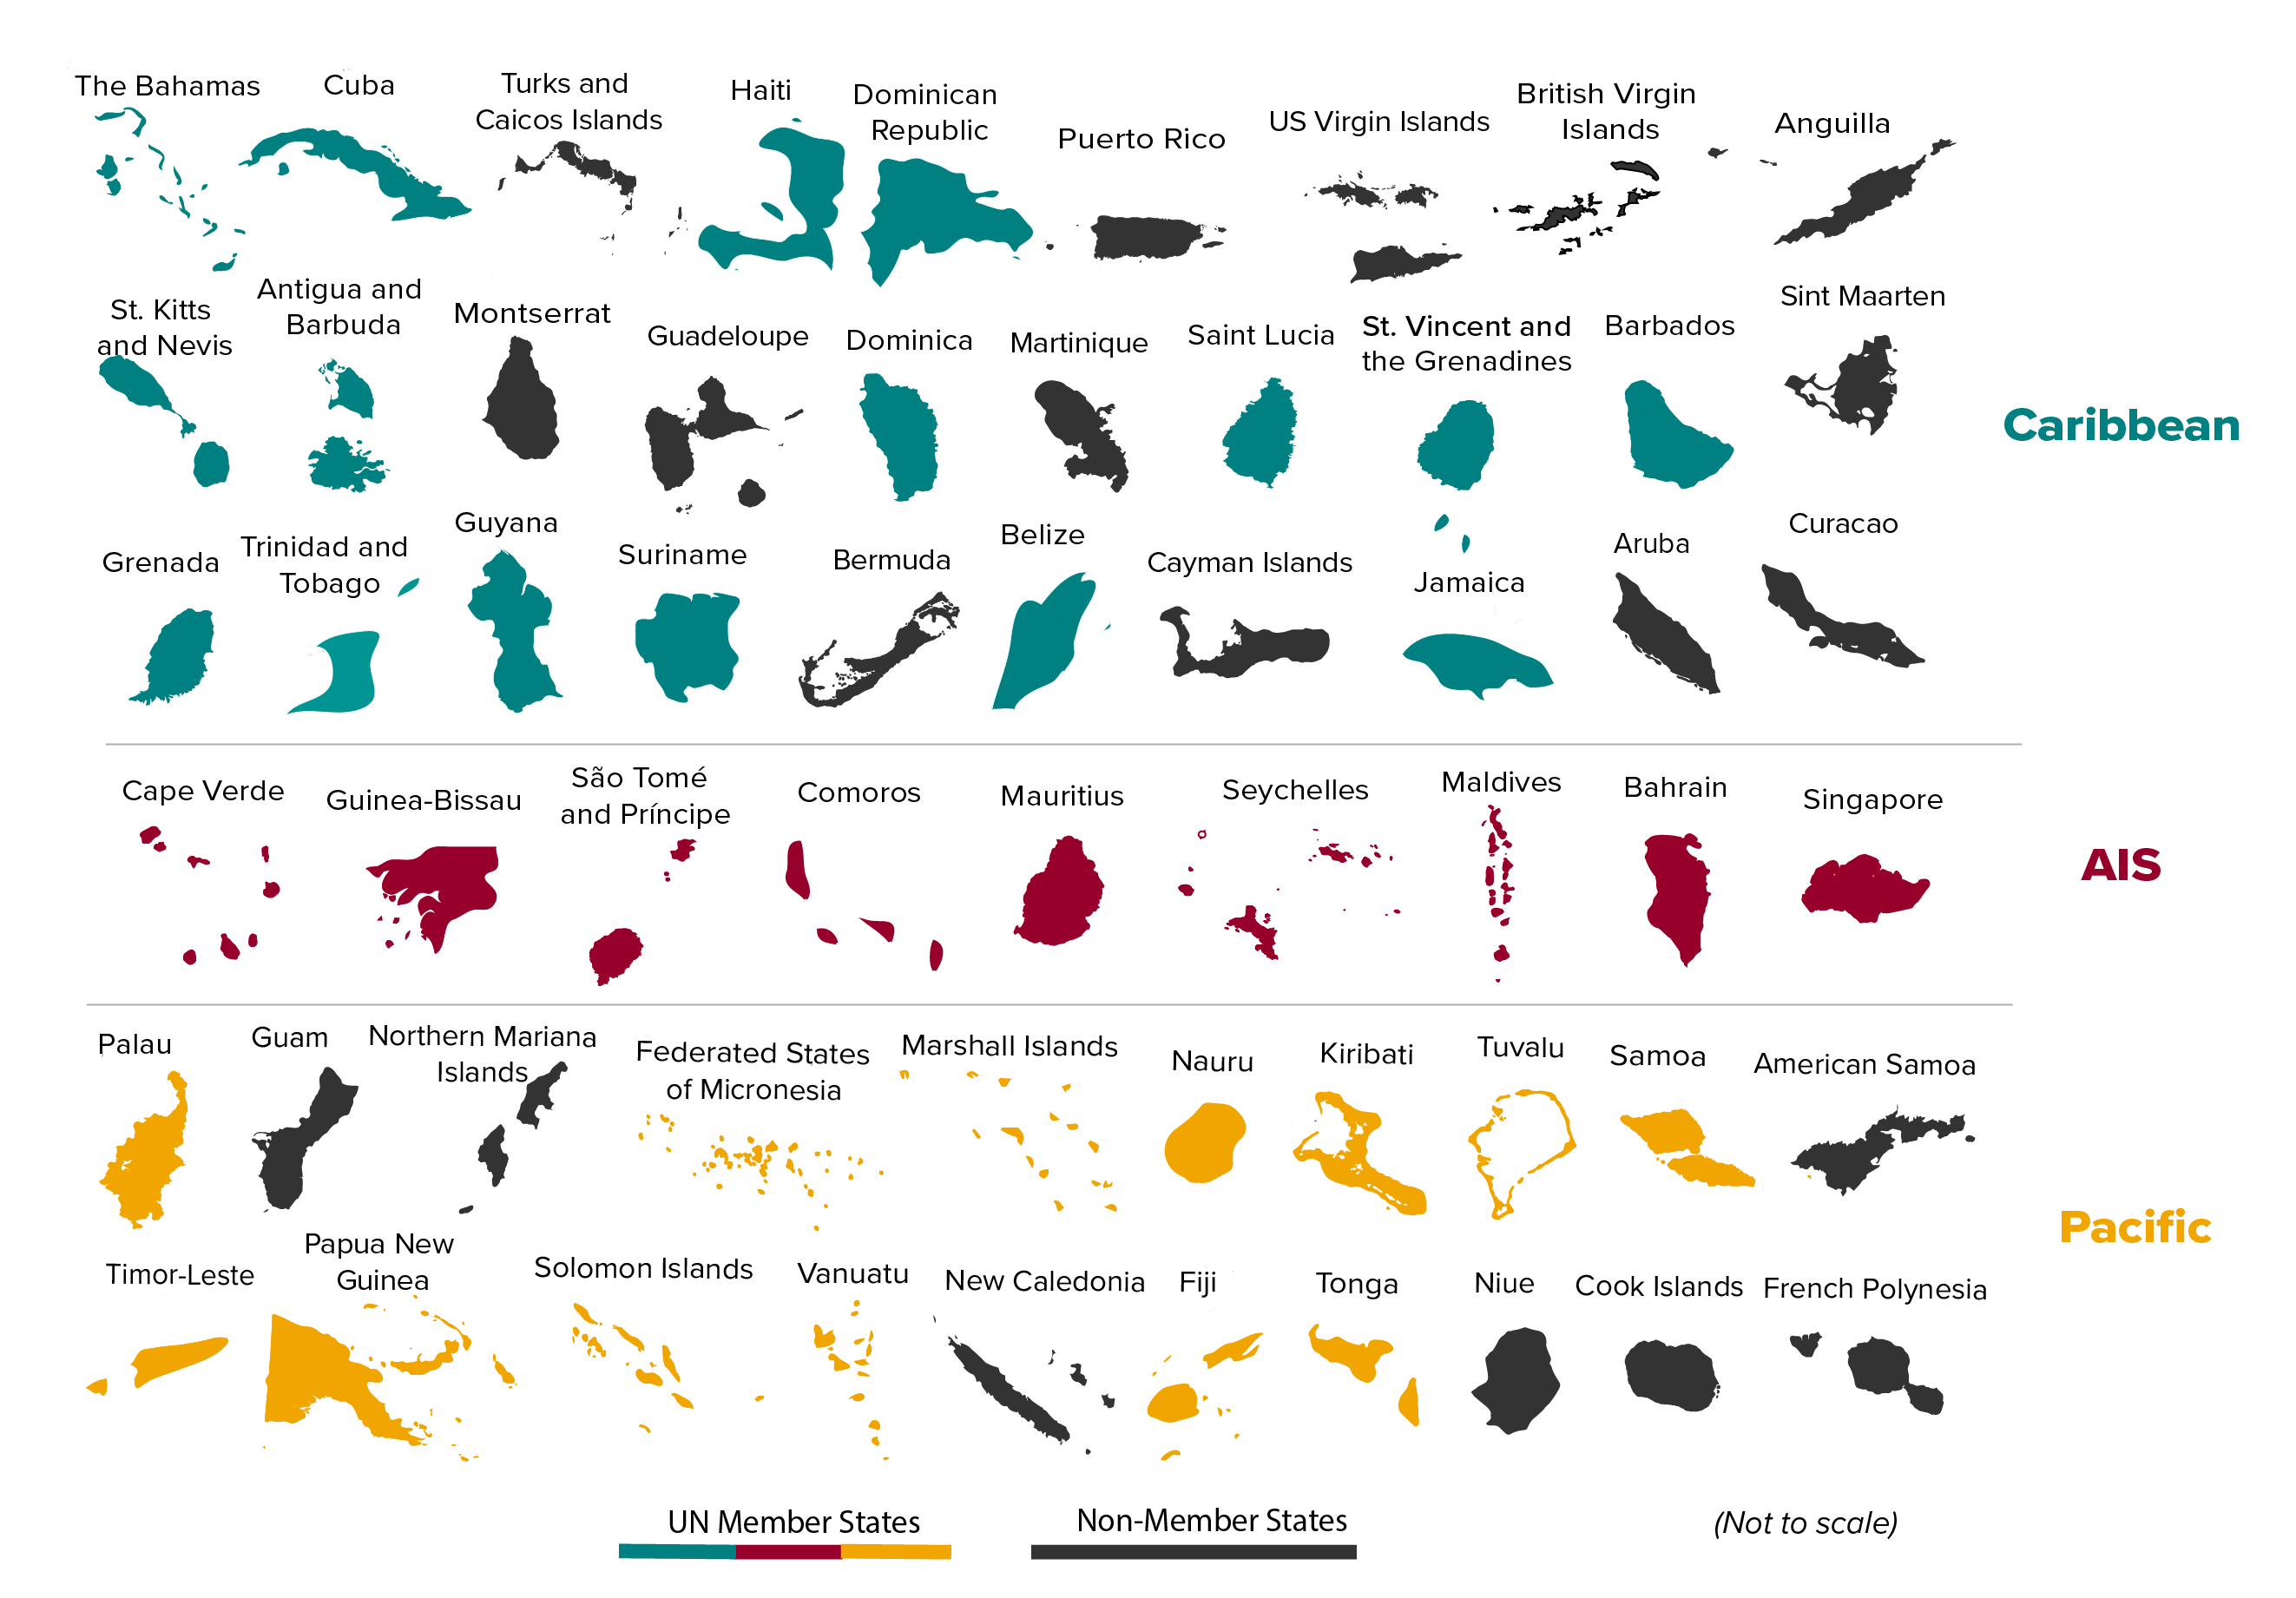 The Bahamas
Cuba
Turks and
Caicos Islands
Haiti
Dominican
Republic
Puerto Rico
US Virgin Islands
British Virgin
Islands
Anguilla
St. Kitts
and Nevis
Antigua and
Barbuda
Montserrat
Guadeloupe
Dominica
Martinique
Saint Lucia
St. Vincent and
the Grenadines
Barbados
Sint Maarten
Caribbean
Grenada
Trinidad and
Tobago
Guyana
Suriname
Bermuda
Belize
Cayman Islands
Jamaica
Aruba
Curacao
Cape Verde
Guinea-Bissau
São Tomé
and Príncipe
Comoros
Mauritius
Seychelles
Maldives
Bahrain
Singapore
AIS
Palau
Guam
Northern Mariana
Islands
Federated States
of Micronesia
Marshall Islands
Nauru
Kiribati
Tuvalu
Samoa
American Samoa
Pacific
Timor-Leste
Papua New
Guinea
Solomon Islands
Vanuatu
New Caledonia
Fiji
Tonga
Niue
Cook Islands
French Polynesia
UN Member States
Non-Member States
(Not to scale)